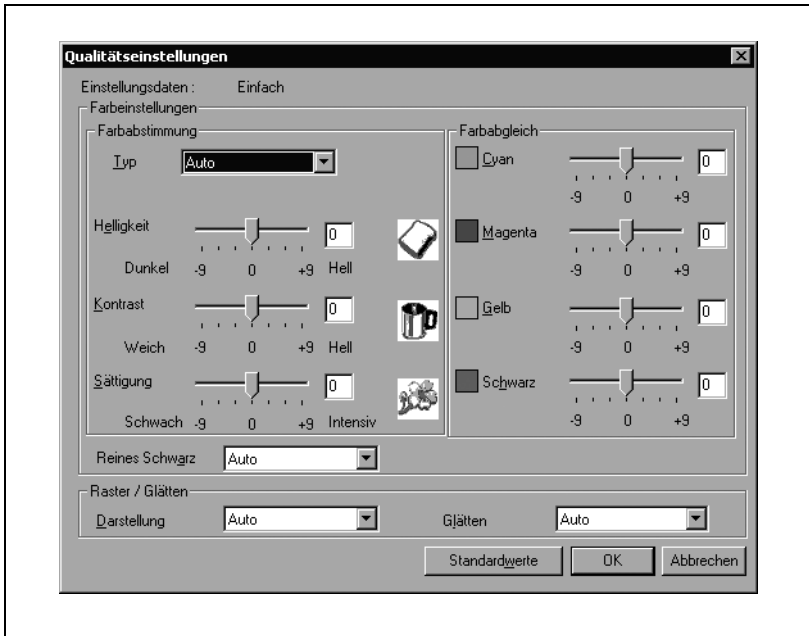 Qualitätseinstellungen
Einstellungsdaten : Einfach
Farbeinstellungen
Farbabstimmung
Typ Auto
Helligkeit 0
Dunkel -9 0 +9 Hell
Kontrast 0
Weich -9 0 +9 Hell
Sättigung 0
Schwach -9 0 +9 Intensiv
Farbabgleich
Cyan 0
-9 0 +9
Magenta 0
-9 0 +9
Gelb 0
-9 0 +9
Schwarz 0
-9 0 +9
Reines Schwarz Auto
Raster / Glätten
Darstellung Auto Glätten Auto
Standardwerte OK Abbrechen